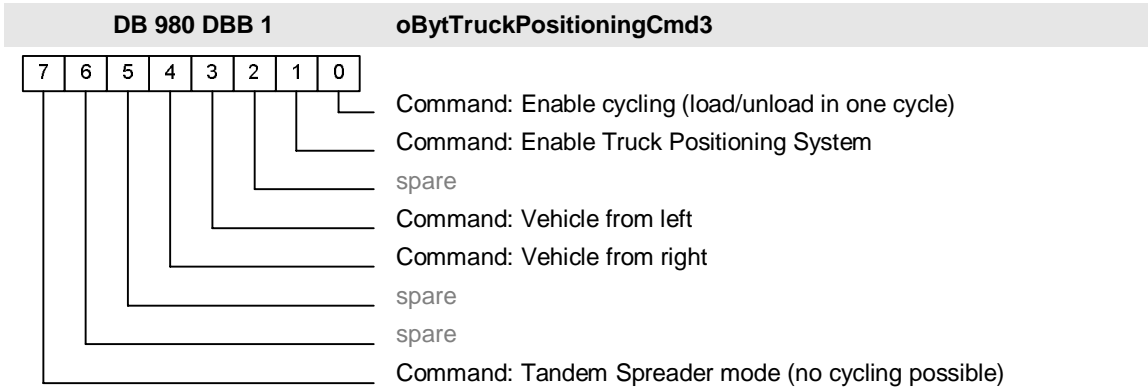 DB 980 DBB 1 oBytTruckPositioningCmd3
7 6 5 4 3 2 1 0
Command: Enable cycling (load/unload in one cycle)
Command: Enable Truck Positioning System
spare
Command: Vehicle from left
Command: Vehicle from right
spare
spare
Command: Tandem Spreader mode (no cycling possible)